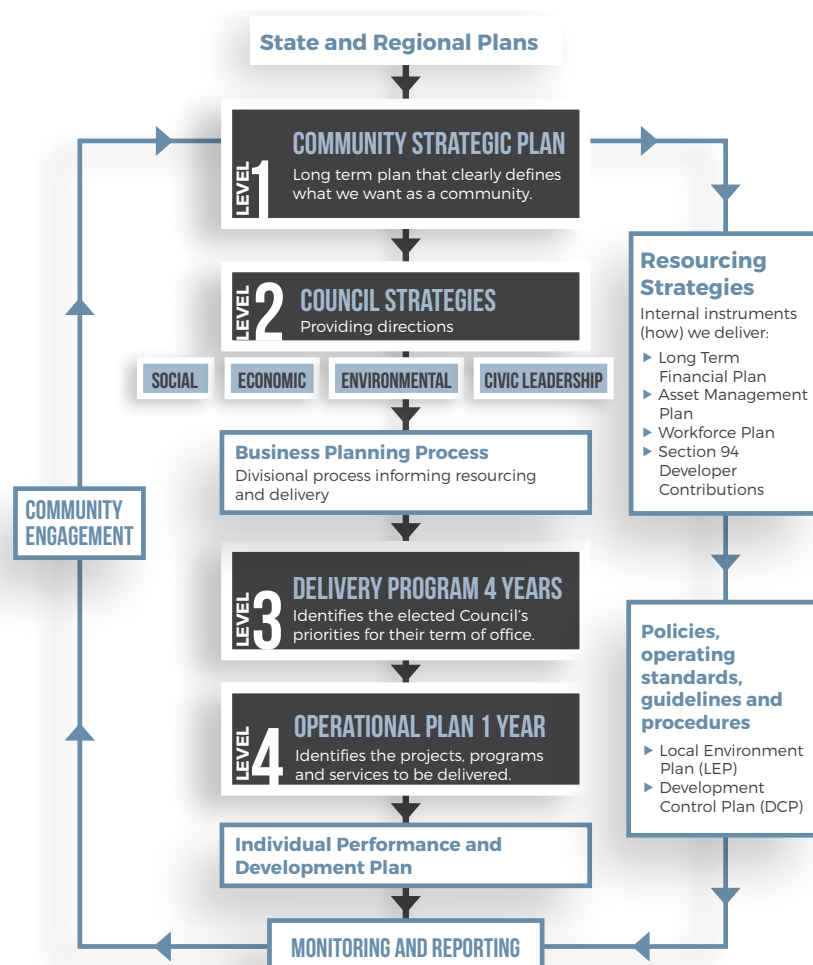 State and Regional Plans
LEVEL 1
COMMUNITY STRATEGIC PLAN
Long term plan that clearly defines
what we want as a community.
LEVEL 2
COUNCIL STRATEGIES
Providing directions
SOCIAL
ECONOMIC
ENVIRONMENTAL
CIVIC LEADERSHIP
Business Planning Process
Divisional process informing resourcing
and delivery
LEVEL 3
DELIVERY PROGRAM 4 YEARS
Identifies the elected Council's
priorities for their term of office.
LEVEL 4
OPERATIONAL PLAN 1 YEAR
Identifies the projects, programs
and services to be delivered.
Individual Performance and
Development Plan
MONITORING AND REPORTING
COMMUNITY
ENGAGEMENT
Resourcing
Strategies
Internal instruments
(how) we deliver:
Long Term
Financial Plan
Asset Management
Plan
Workforce Plan
Section 94
Developer
Contributions
Policies,
operating
standards,
guidelines and
procedures
Local Environment
Plan (LEP)
Development
Control Plan (DCP)